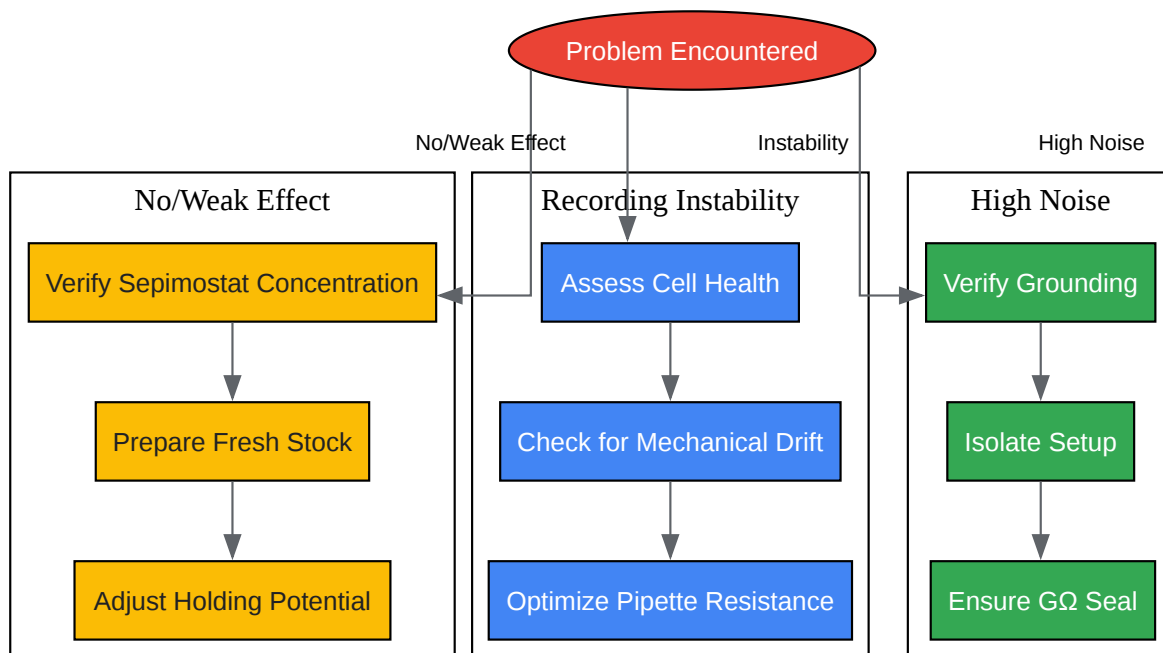 Problem Encountered
No/Weak Effect
Instability
High Noise
No/Weak Effect
Recording Instability
High Noise
Verify Sepimostat Concentration
Assess Cell Health
Verify Grounding
Prepare Fresh Stock
Check for Mechanical Drift
Isolate Setup
Adjust Holding Potential
Optimize Pipette Resistance
Ensure GΩ Seal